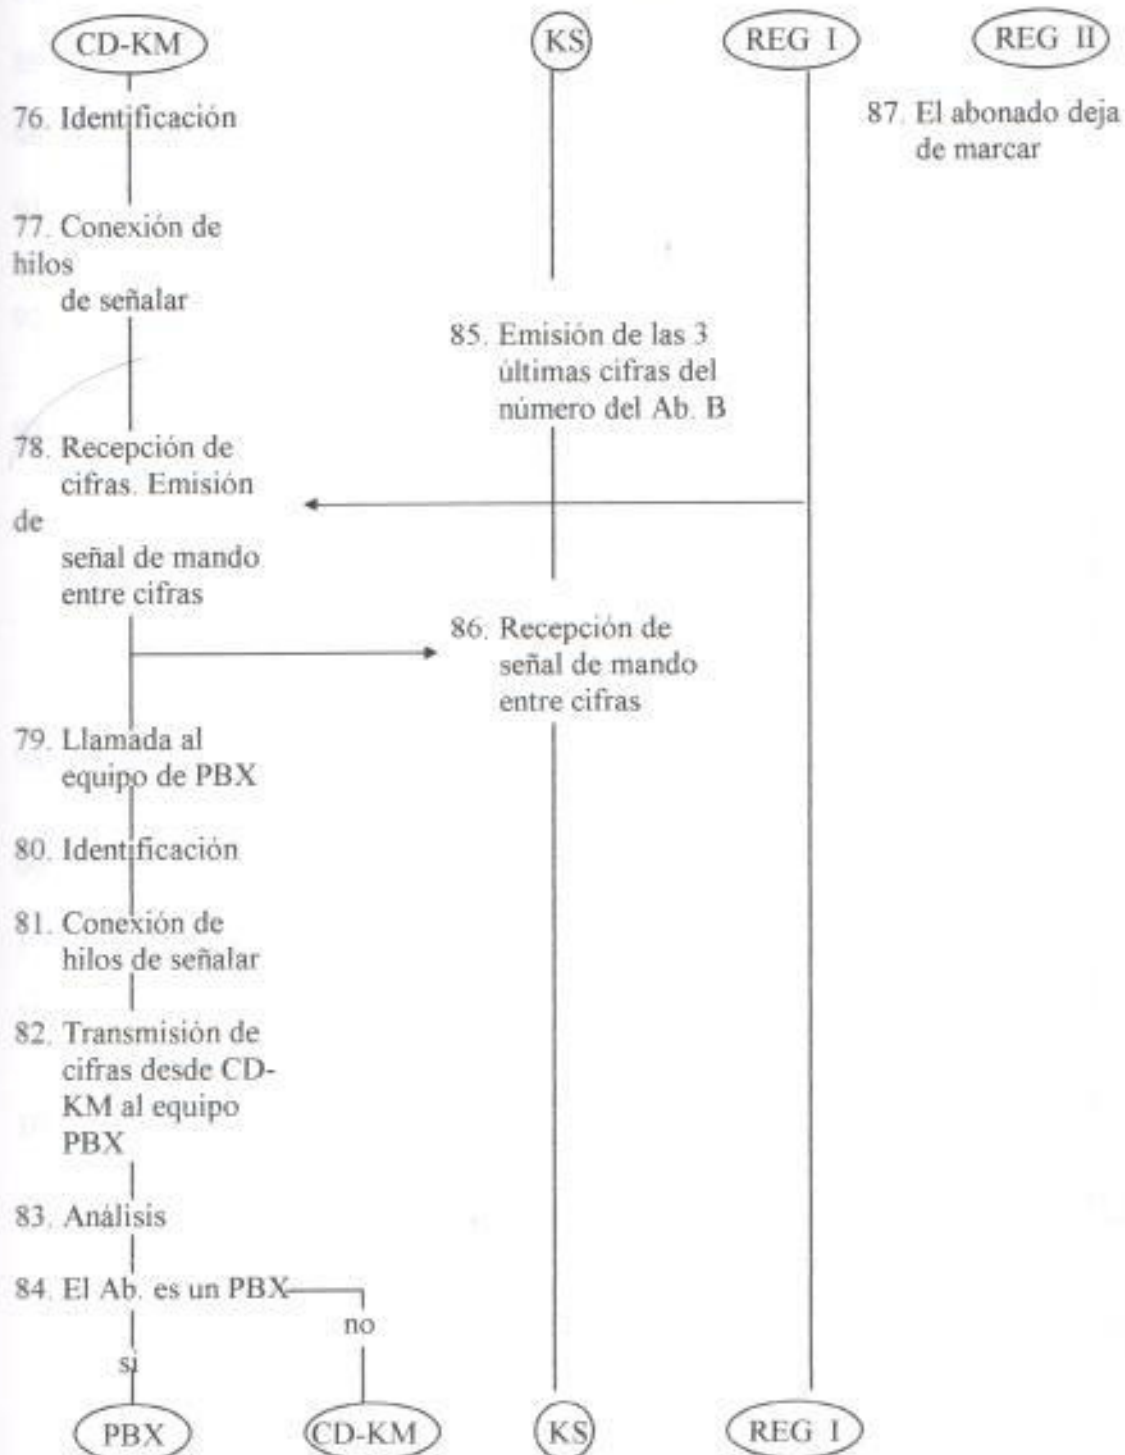 CD-KM
KS
REG I
REG II
76. Identificación
77. Conexión de
hilos
de señalar
78. Recepción de
cifras. Emisión
de
señal de mando
entre cifras
79. Llamada al
equipo de PBX
80. Identificación
81. Conexión de
hilos de señalar
82. Transmisión de
cifras desde CD-
KM al equipo
PBX
83. Análisis
84. El Ab. es un PBX
no
si
85. Emisión de las 3
últimas cifras del
número del Ab. B
86. Recepción de
señal de mando
entre cifras
87. El abonado deja
de marcar
PBX
CD-KM
KS
REG I